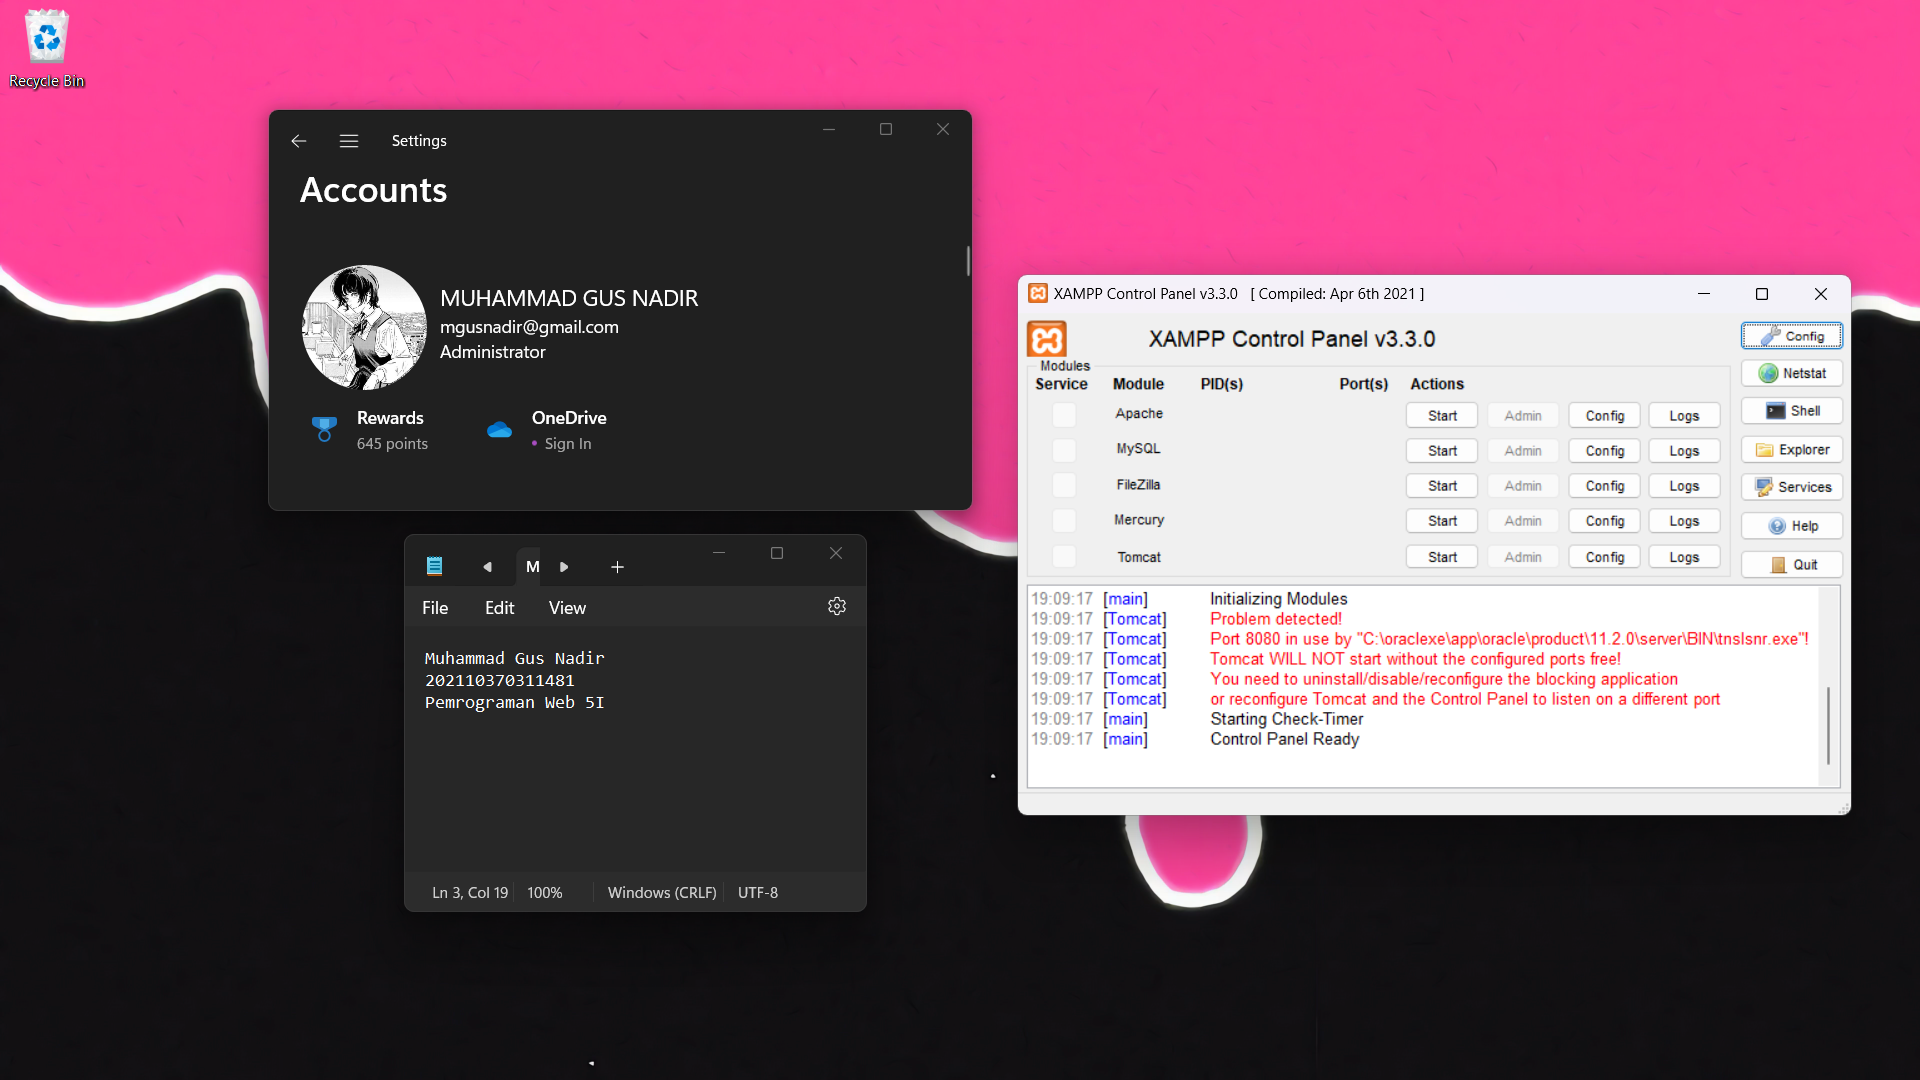 Recycle Bin
Settings
Accounts
MUHAMMAD GUS NADIR
mgusnadir@gmail.com
Administrator
Rewards
645 points
OneDrive
• Sign In
M
File Edit View
Muhammad Gus Nadir
202110370311481
Pemrograman Web 5I
Ln 3, Col 19 100% Windows (CRLF) UTF-8
XAMPP Control Panel v3.3.0 [ Compiled: Apr 6th 2021 ]
XAMPP Control Panel v3.3.0
Modules
Service Module PID(s) Port(s) Actions
Apache Start Admin Config Logs
MySQL Start Admin Config Logs
FileZilla Start Admin Config Logs
Mercury Start Admin Config Logs
Tomcat Start Admin Config Logs
Config
Netstat
Shell
Explorer
Services
Help
Quit
19:09:17 [main] Initializing Modules
19:09:17 [Tomcat] Problem detected!
19:09:17 [Tomcat] Port 8080 in use by "C:\oraclexe\app\oracle\product\11.2.0\server\BIN\tnslsnr.exe"!
19:09:17 [Tomcat] Tomcat WILL NOT start without the configured ports free!
19:09:17 [Tomcat] You need to uninstall/disable/reconfigure the blocking application
19:09:17 [Tomcat] or reconfigure Tomcat and the Control Panel to listen on a different port
19:09:17 [main] Starting Check-Timer
19:09:17 [main] Control Panel Ready